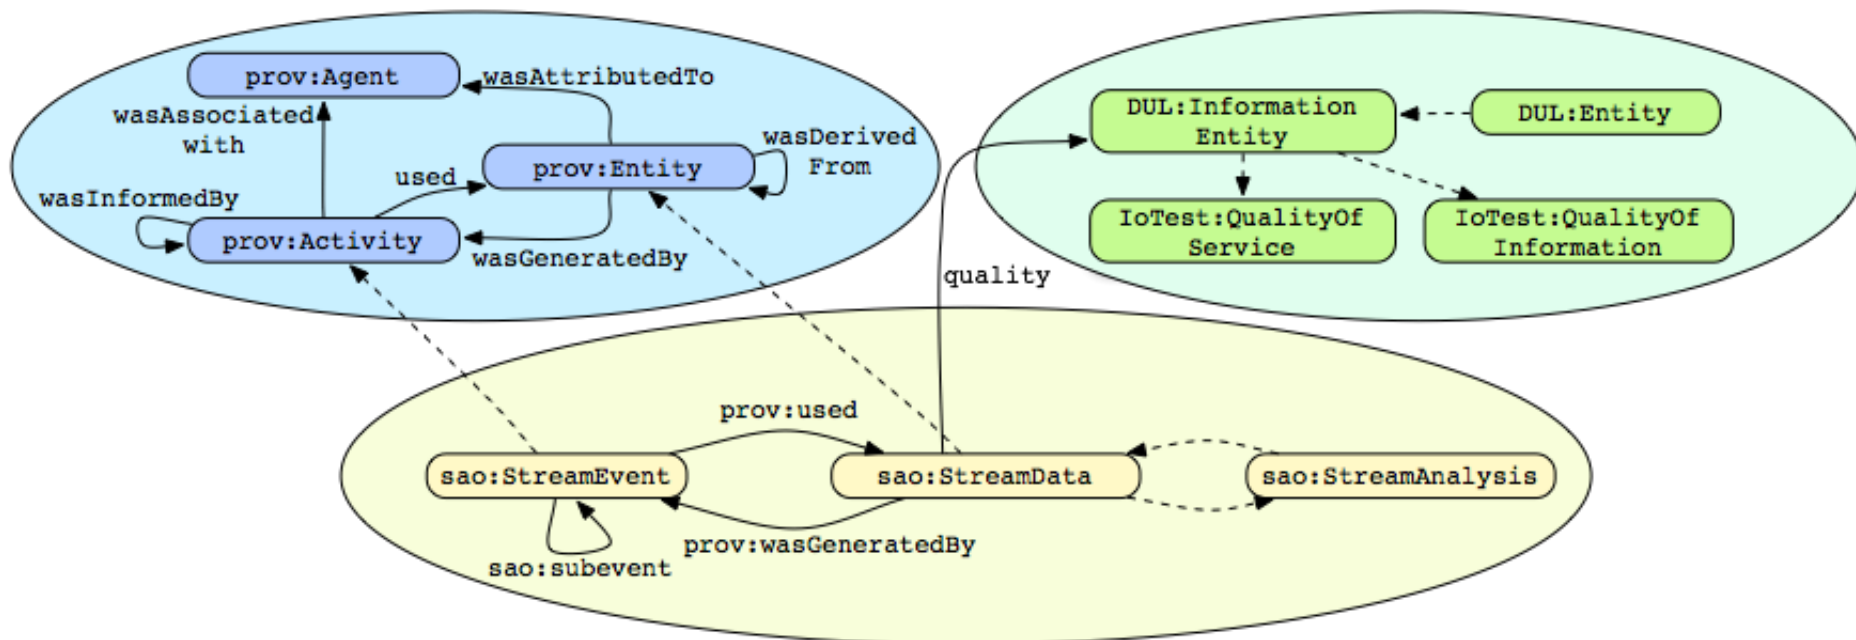 prov:Agent
wasAttributedTo
wasAssociated
with
prov:Entity
wasDerived
From
used
wasInformedBy
prov:Activity
wasGeneratedBy
DUL:Information
Entity
DUL:Entity
IoTest:QualityOf
Service
IoTest:QualityOf
Information
quality
prov:used
sao:StreamEvent
sao:StreamData
sao:StreamAnalysis
prov:wasGeneratedBy
sao:subevent